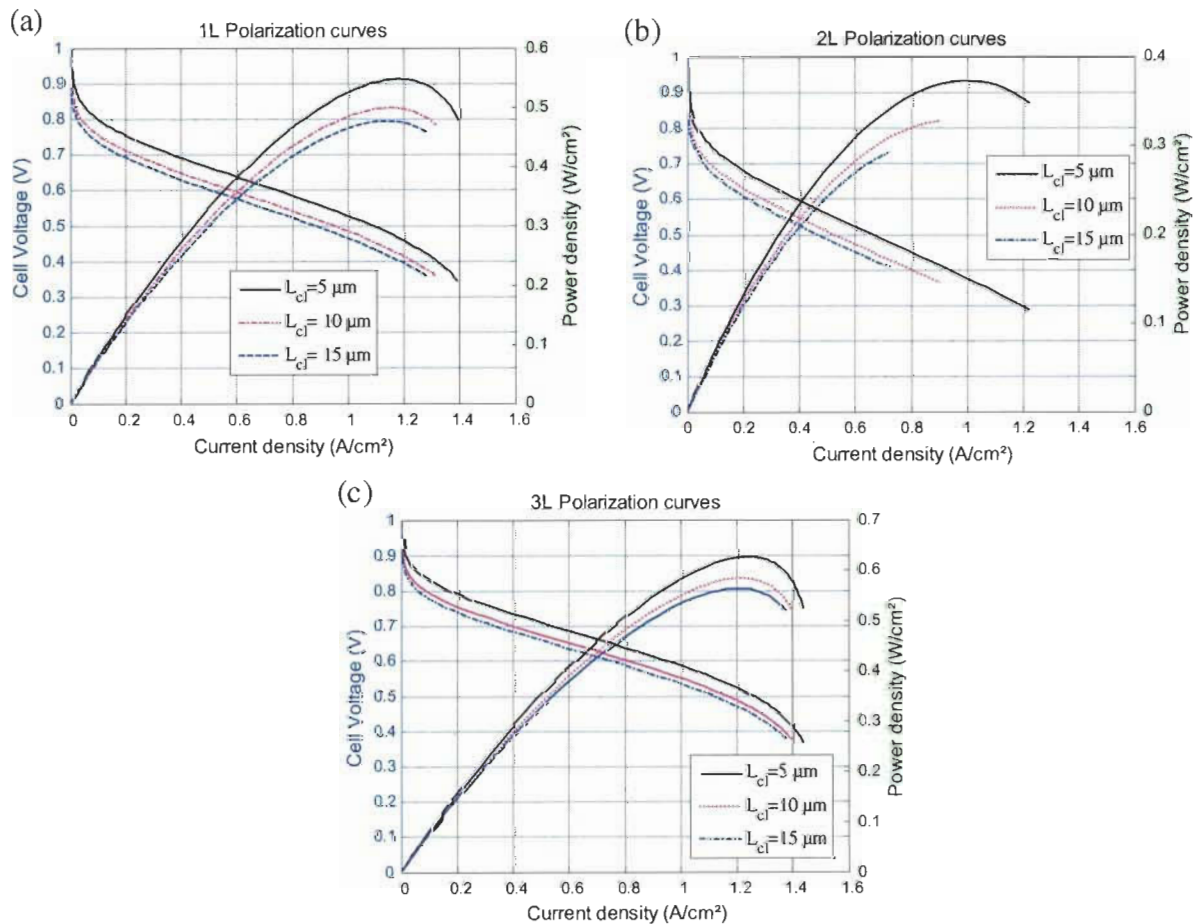 (a)
1L Polarization curves
Cell Voltage (V)
1
0.9
0.8
0.7
0.6
0.5
0.4
0.3
0.2
0.1
0
0 0.2 0.4 0.6 0.8 1 1.2 1.4 1.6
Current density (A/cm²)
0.6
0.5
0.4
0.3
0.2
0.1
0
Power density (W/cm²)
L_cl=5 µm
L_cl= 10 µm
L_cl= 15 µm
(b)
2L Polarization curves
Cell Voltage (V)
1
0.9
0.8
0.7
0.6
0.5
0.4
0.3
0.2
0.1
0
0 0.2 0.4 0.6 0.8 1 1.2 1.4 1.6
Current density (A/cm²)
0.4
0.3
0.2
0.1
0
Power density (W/cm²)
L_cl=5 µm
L_cl=10 µm
L_cl=15 µm
(c)
3L Polarization curves
Cell Voltage (V)
1
0.9
0.8
0.7
0.6
0.5
0.4
0.3
0.2
0.1
0
0 0.2 0.4 0.6 0.8 1 1.2 1.4 1.6
Current density (A/cm²)
0.7
0.6
0.5
0.4
0.3
0.2
0.1
0
Power density (W/cm²)
L_cl=5 µm
L_cl=10 µm
L_cl=15 µm